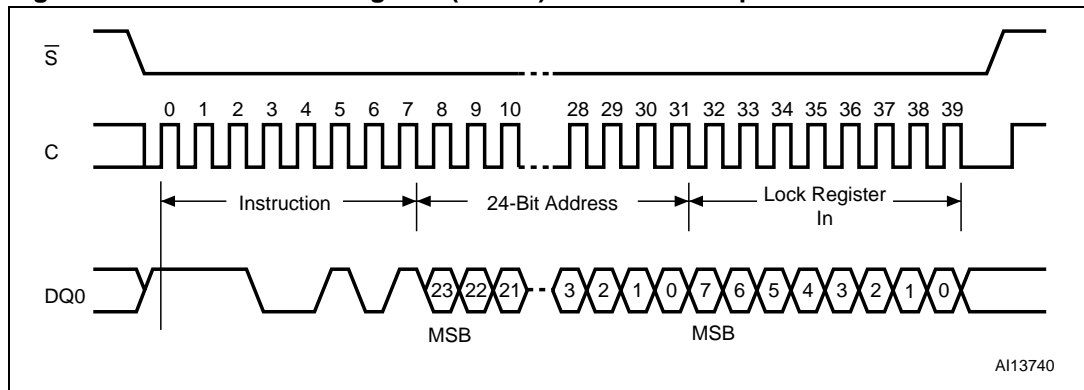 S
0 1 2 3 4 5 6 7 8 9 10 28 29 30 31 32 33 34 35 36 37 38 39
C
Instruction 24-Bit Address Lock Register
In
DQ0 23 22 21 3 2 1 0 7 6 5 4 3 2 1 0
MSB MSB
AI13740